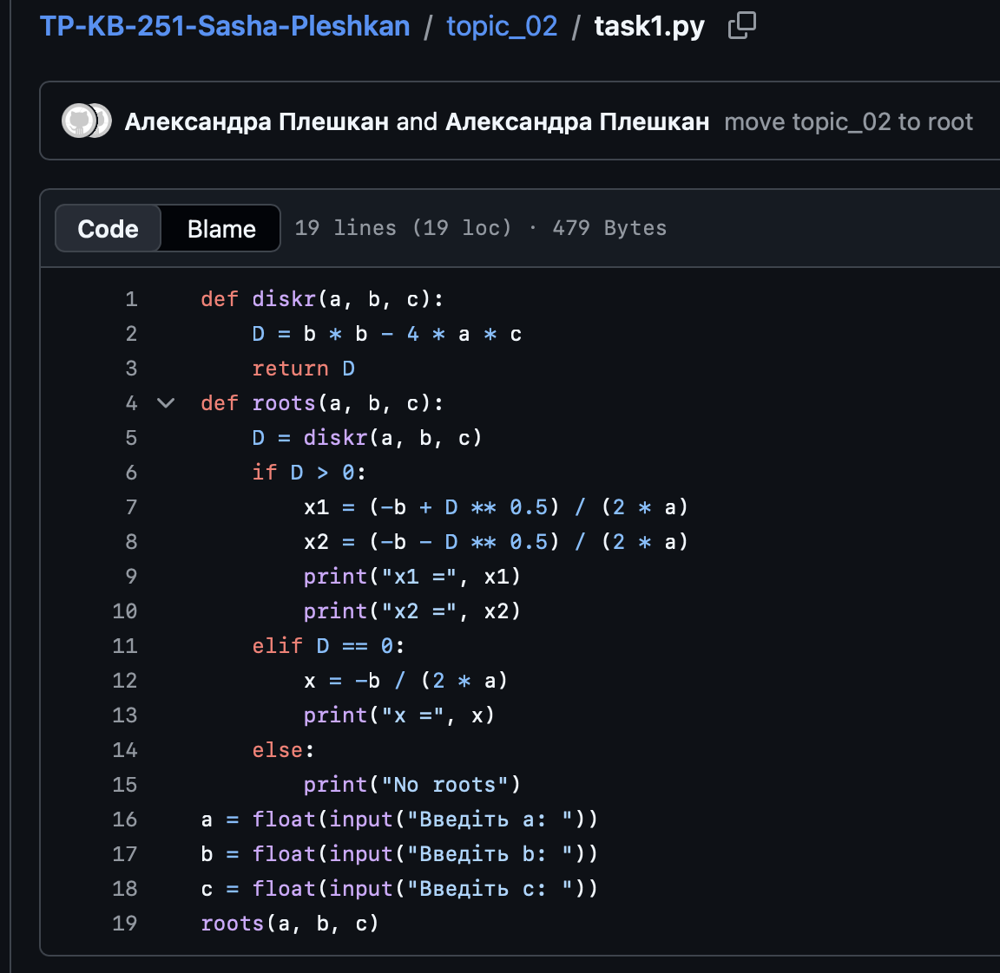 TP-KB-251-Sasha-Pleshkan / topic_02 / task1.py
Александра Плешкан and Александра Плешкан move topic_02 to root
Code Blame 19 lines (19 loc) · 479 Bytes
1 def diskr(a, b, c):
2     D = b * b - 4 * a * c
3     return D
4 def roots(a, b, c):
5     D = diskr(a, b, c)
6     if D > 0:
7         x1 = (-b + D ** 0.5) / (2 * a)
8         x2 = (-b - D ** 0.5) / (2 * a)
9         print("x1 =", x1)
10         print("x2 =", x2)
11     elif D == 0:
12         x = -b / (2 * a)
13         print("x =", x)
14     else:
15         print("No roots")
16 a = float(input("Введіть a: "))
17 b = float(input("Введіть b: "))
18 c = float(input("Введіть c: "))
19 roots(a, b, c)